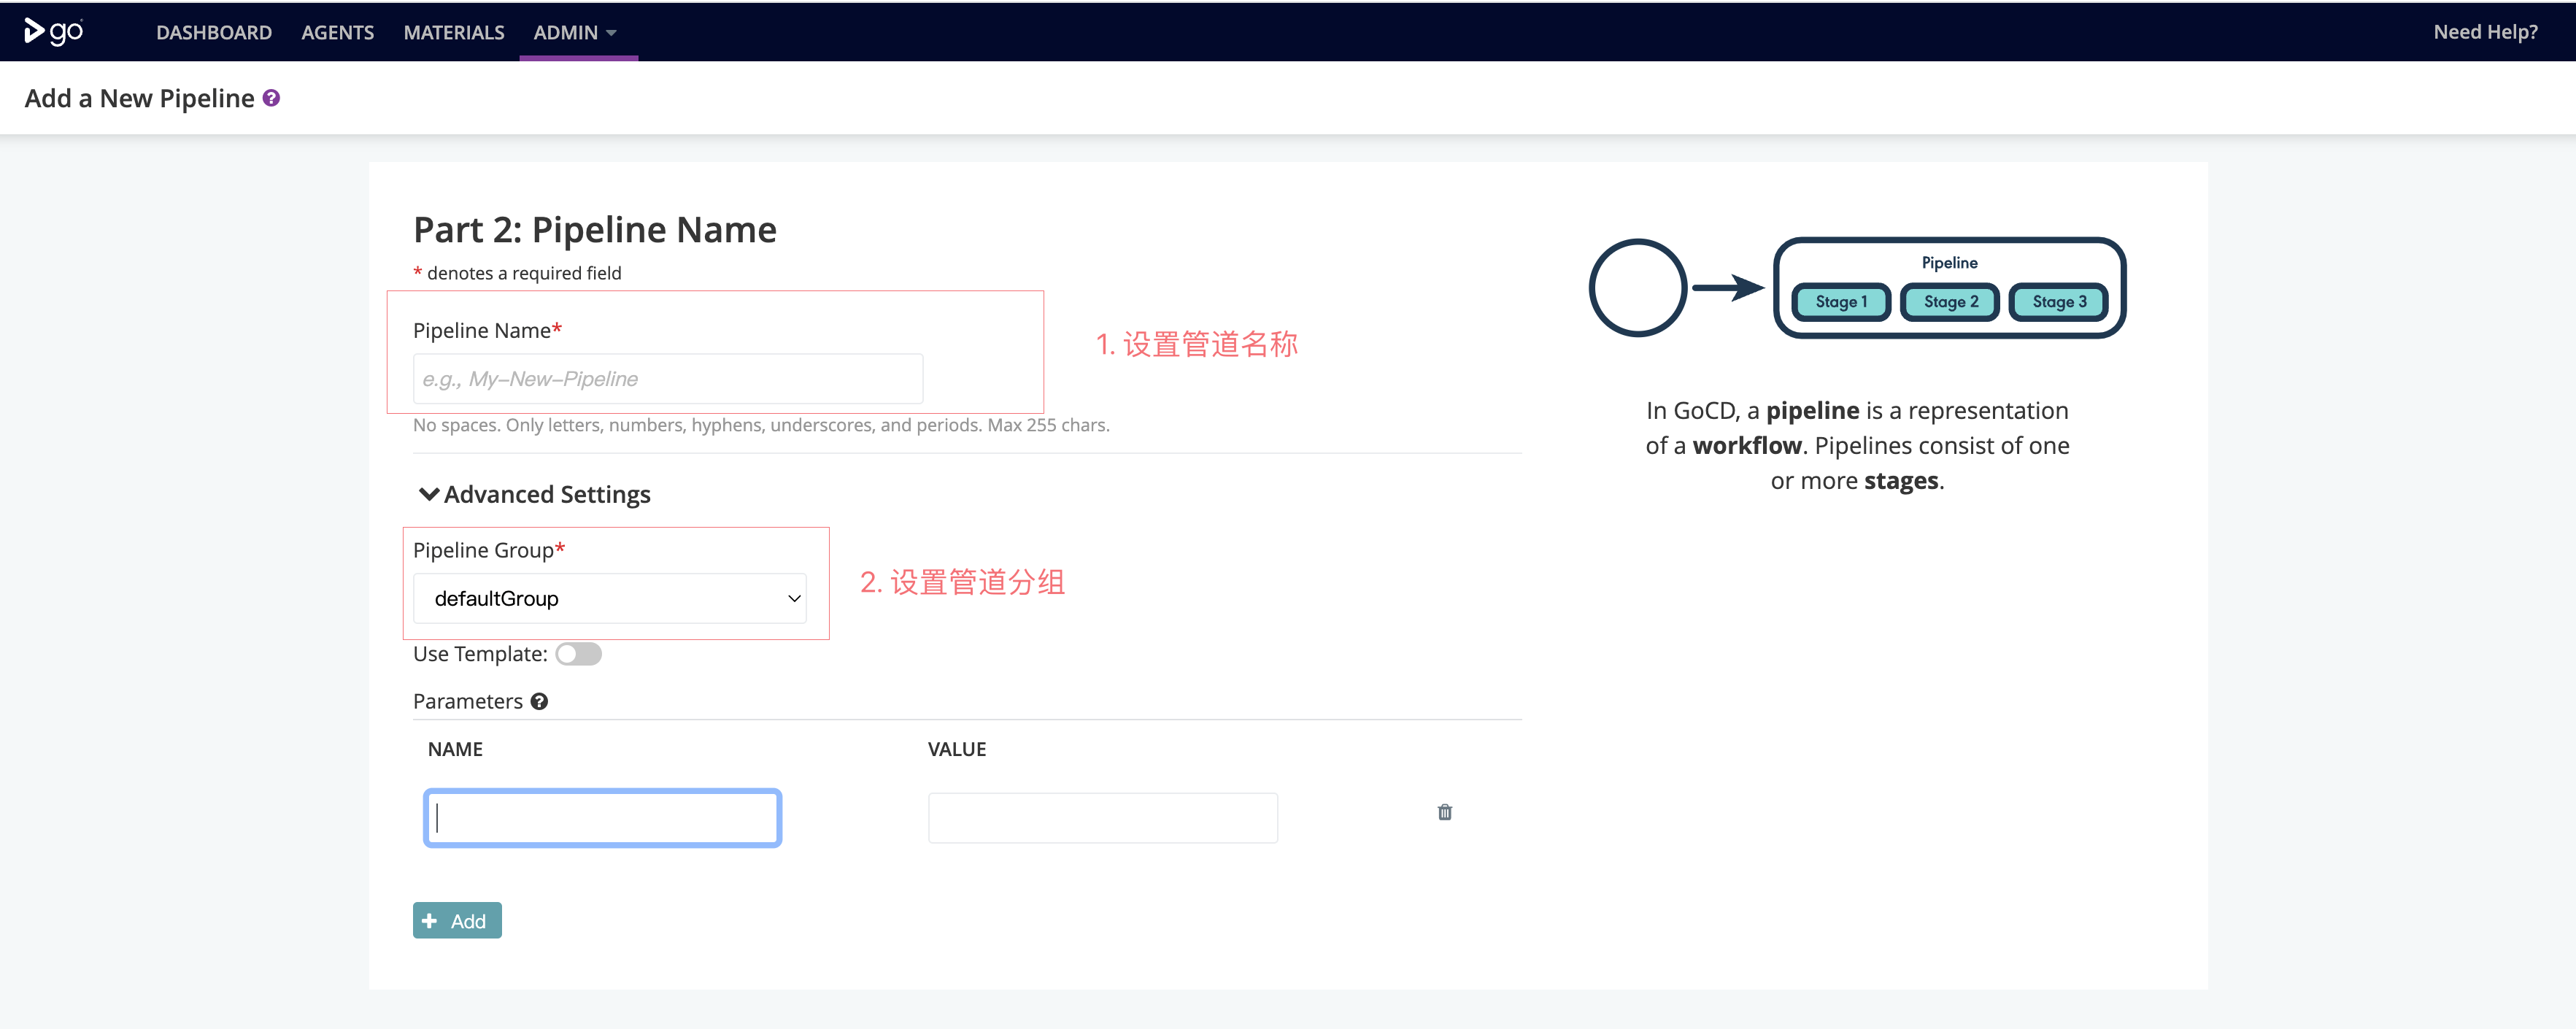 go
DASHBOARD
AGENTS
MATERIALS
ADMIN
Need Help?
Add a New Pipeline ?
Part 2: Pipeline Name
* denotes a required field
Pipeline Name*
e.g., My-New-Pipeline
1. 设置管道名称
No spaces. Only letters, numbers, hyphens, underscores, and periods. Max 255 chars.
Advanced Settings
Pipeline Group*
defaultGroup
2. 设置管道分组
Use Template:
Parameters ?
NAME
VALUE
Add
Pipeline
Stage 1
Stage 2
Stage 3
In GoCD, a pipeline is a representation
of a workflow. Pipelines consist of one
or more stages.